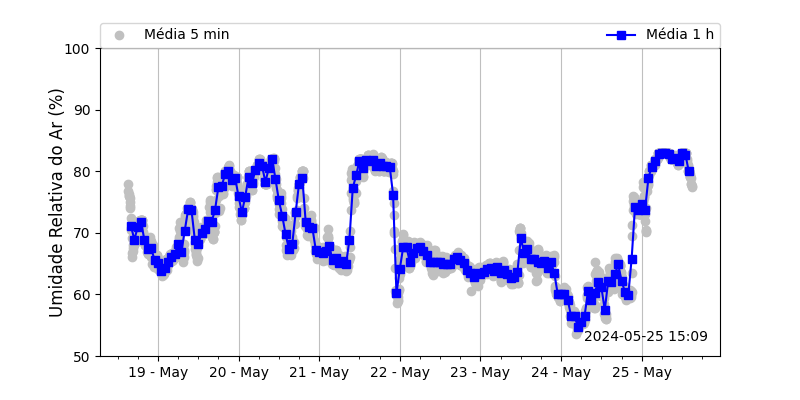 Média 5 min
Média 1 h
Umidade Relativa do Ar (%)
100
90
80
70
60
50
2024-05-25 15:09
19 - May
20 - May
21 - May
22 - May
23 - May
24 - May
25 - May